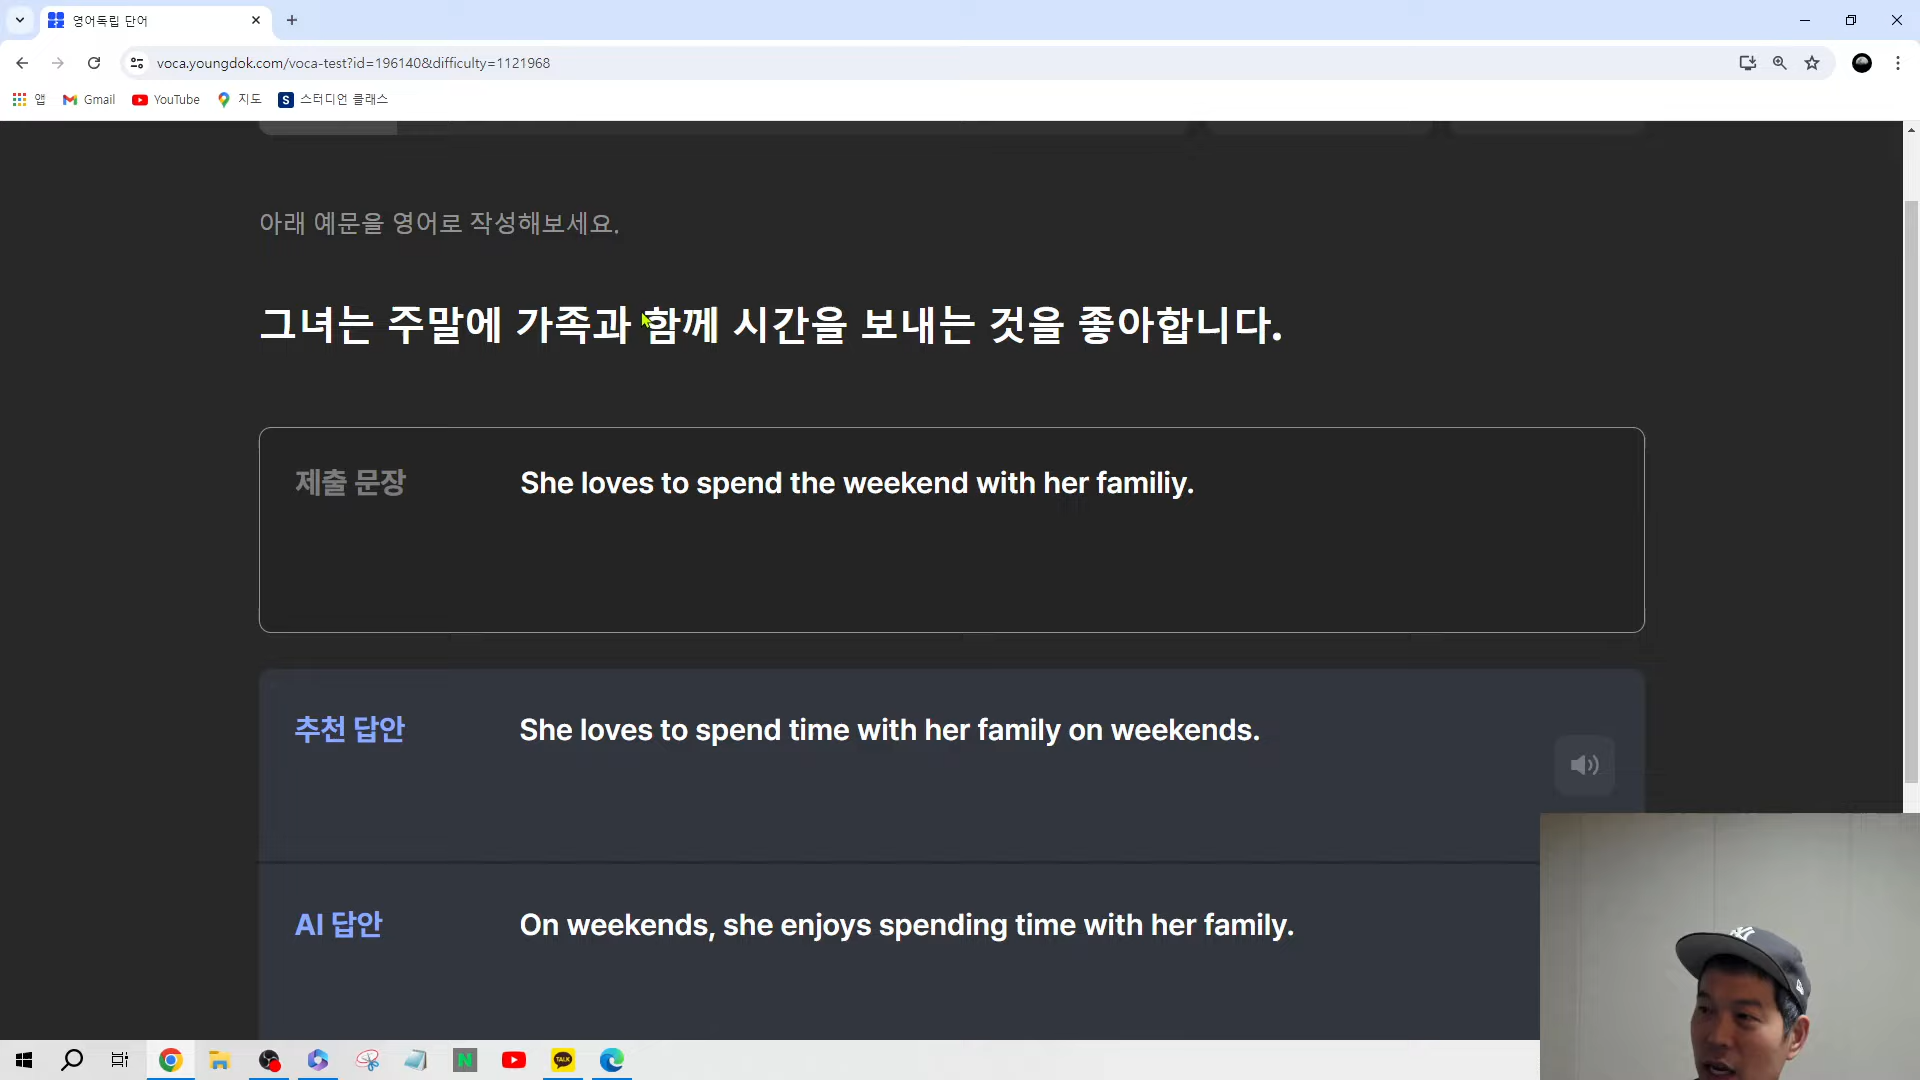 영어독립 단어
voca.youngdok.com/voca-test?id=196140&difficulty=1121968
앱
Gmail
YouTube
지도
S 스터디언 클래스
아래 예문을 영어로 작성해보세요.
그녀는 주말에 가족과 함께 시간을 보내는 것을 좋아합니다.
제출 문장
She loves to spend the weekend with her familiy.
추천 답안
She loves to spend time with her family on weekends.
AI 답안
On weekends, she enjoys spending time with her family.
N
TALK